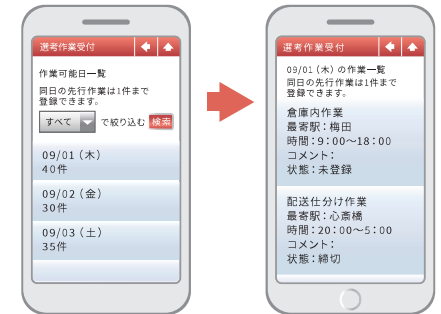 選考作業受付
作業可能日一覧
同日の先行作業は1件まで
登録できます。
すべて で絞り込む 検索
09/01（木）
40件
09/02（金）
30件
09/03（土）
35件
選考作業受付
09/01（木）の作業一覧
同日の先行作業は1件まで
登録できます。
倉庫内作業
最寄駅：梅田
時間：9：00〜18：00
コメント：
状態：未登録
配送仕分け作業
最寄駅：心斎橋
時間：20：00〜5：00
コメント：
状態：締切